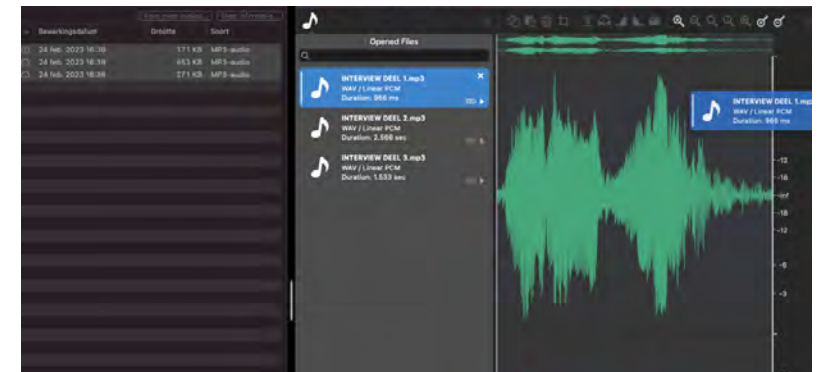 Bewerkingsdatum Grootte Soort
24 feb. 2023 16:39 171 KB MP3-audio
24 feb. 2023 16:39 453 KB MP3-audio
24 feb. 2023 16:39 271 KB MP3-audio
Opened Files
INTERVIEW DEEL 1.mp3
WAV / Linear PCM
Duration: 966 ms
INTERVIEW DEEL 2.mp3
WAV / Linear PCM
Duration: 2.566 sec
INTERVIEW DEEL 3.mp3
WAV / Linear PCM
Duration: 1.533 sec
INTERVIEW DEEL 1.mp
WAV / Linear PCM
Duration: 966 ms
-12
-18
-Inf
-18
-12
-6
-3